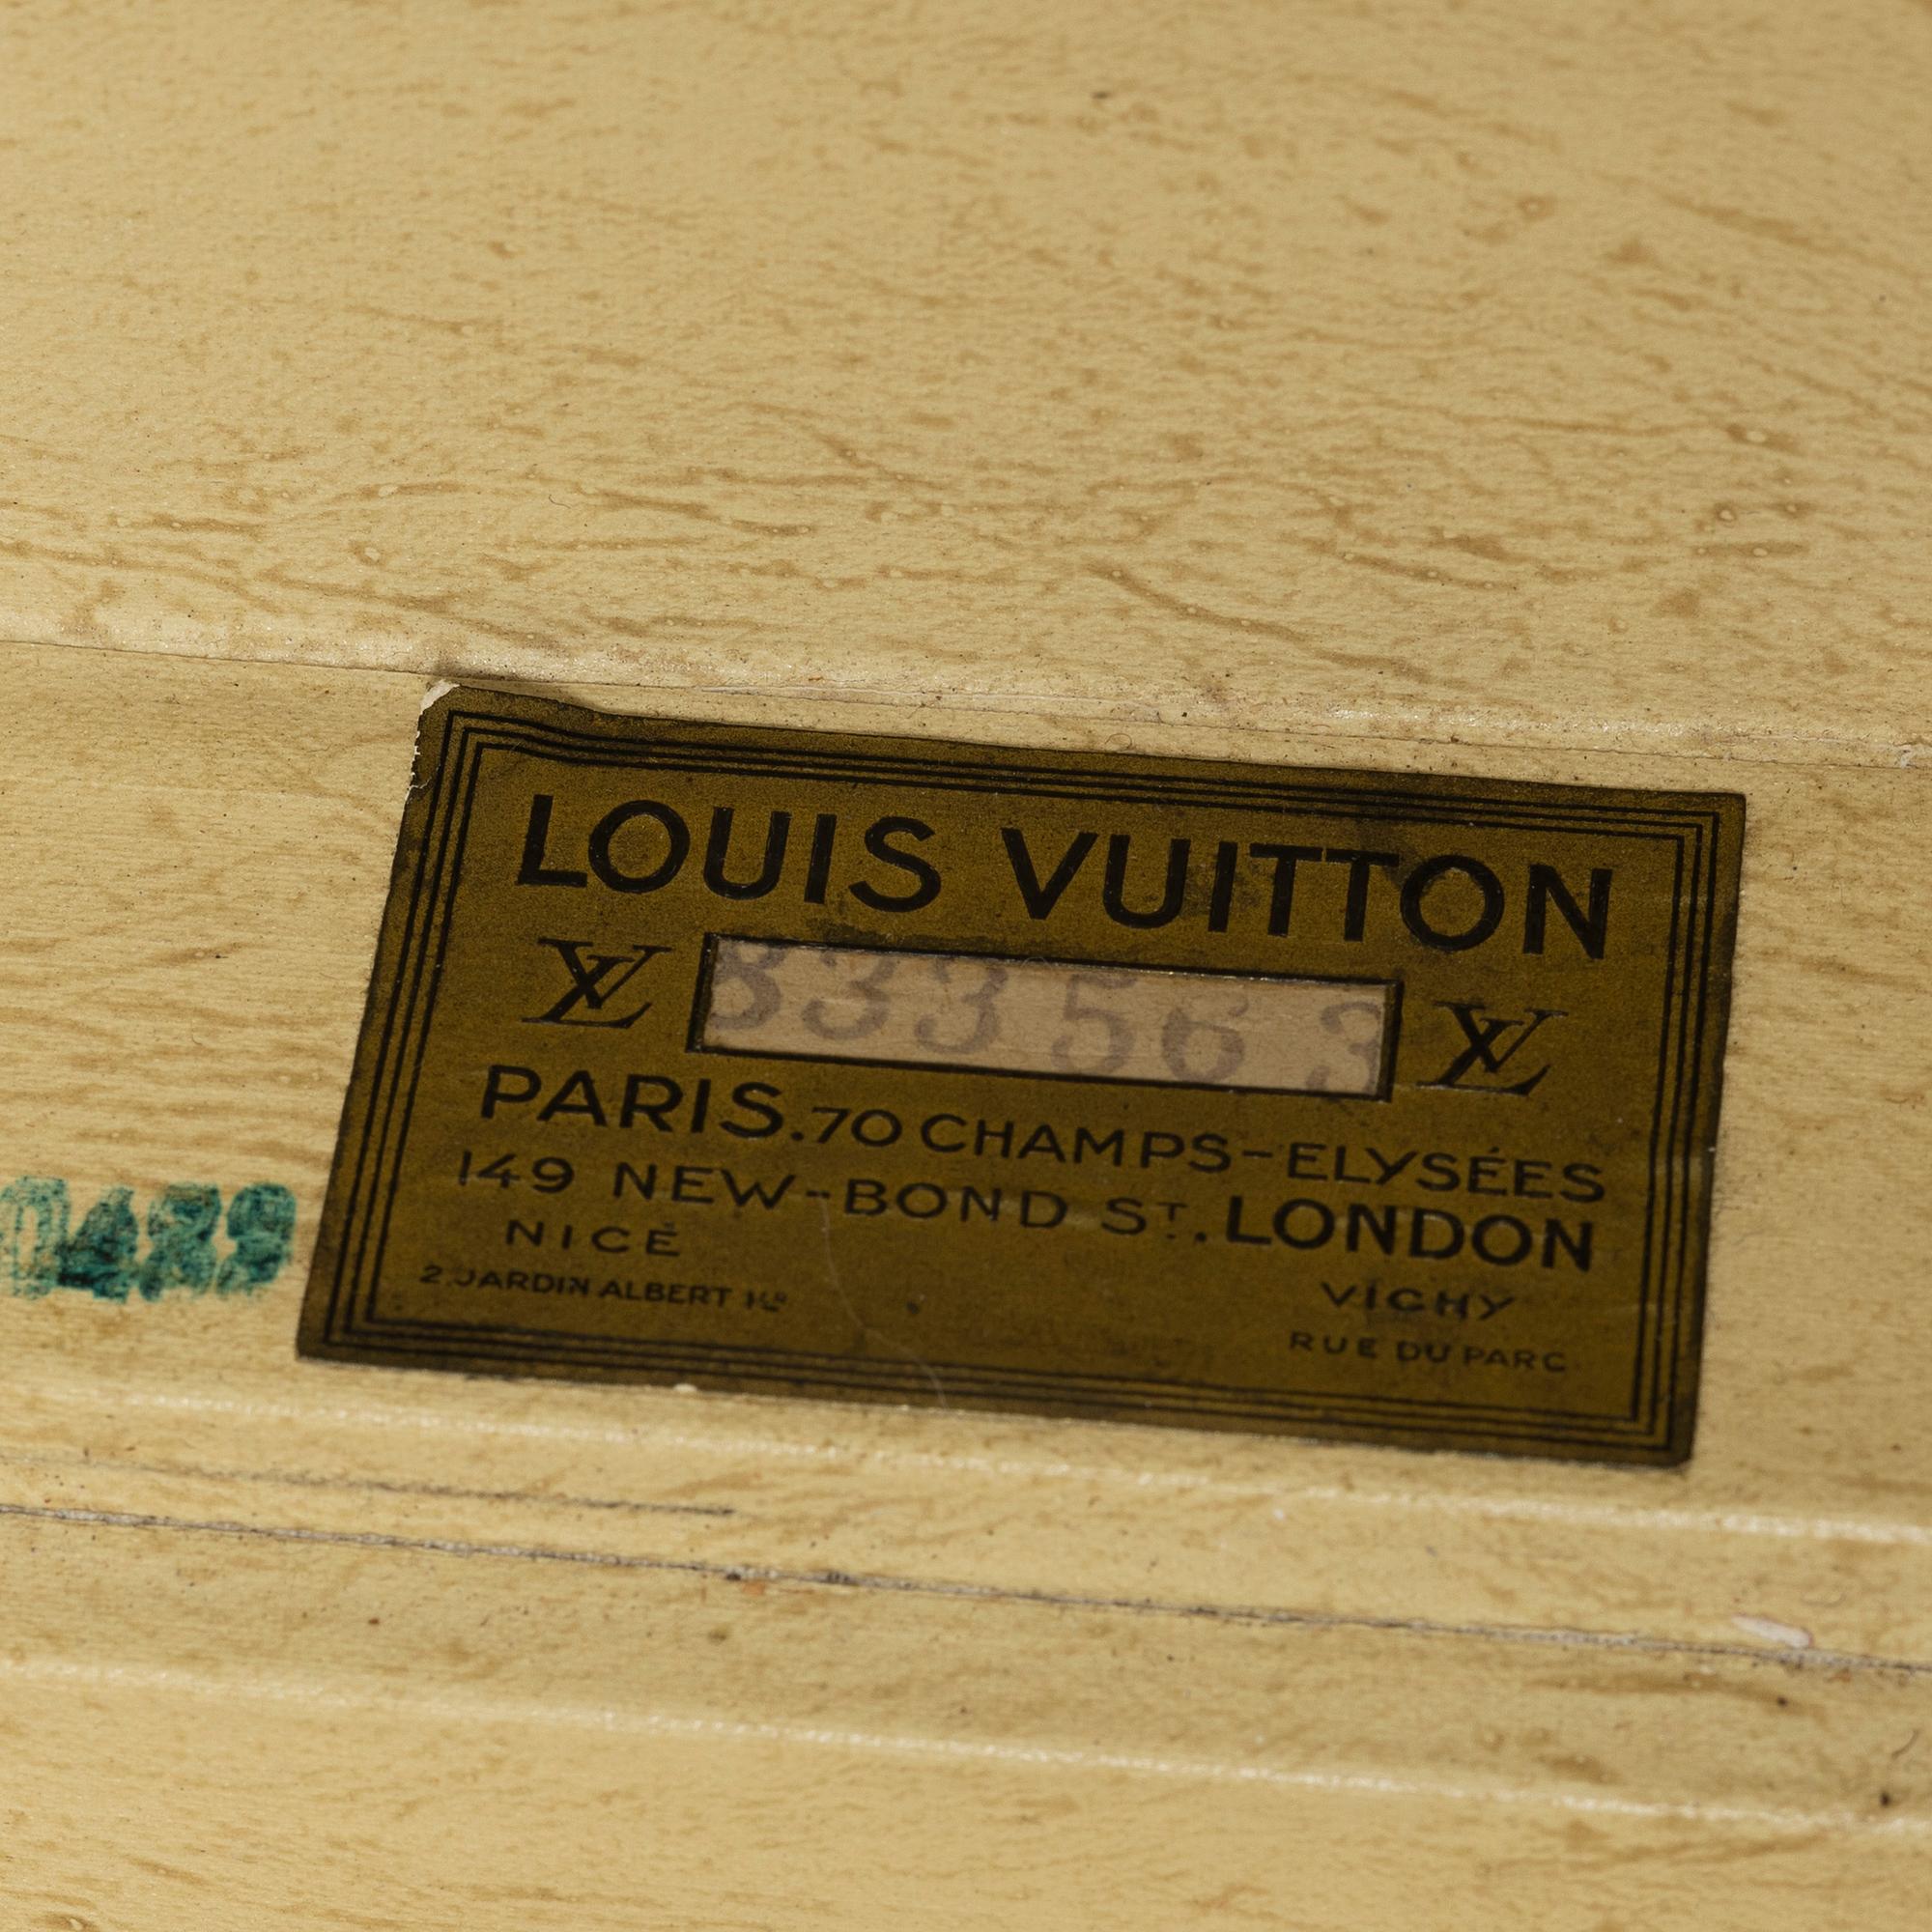 LOUIS VUITTON
LV 833563 LV
PARIS. 70 CHAMPS-ELYSÉES
149 NEW-BOND ST. LONDON
NICE VICHY
2 JARDIN ALBERT 1ER RUE DU PARC